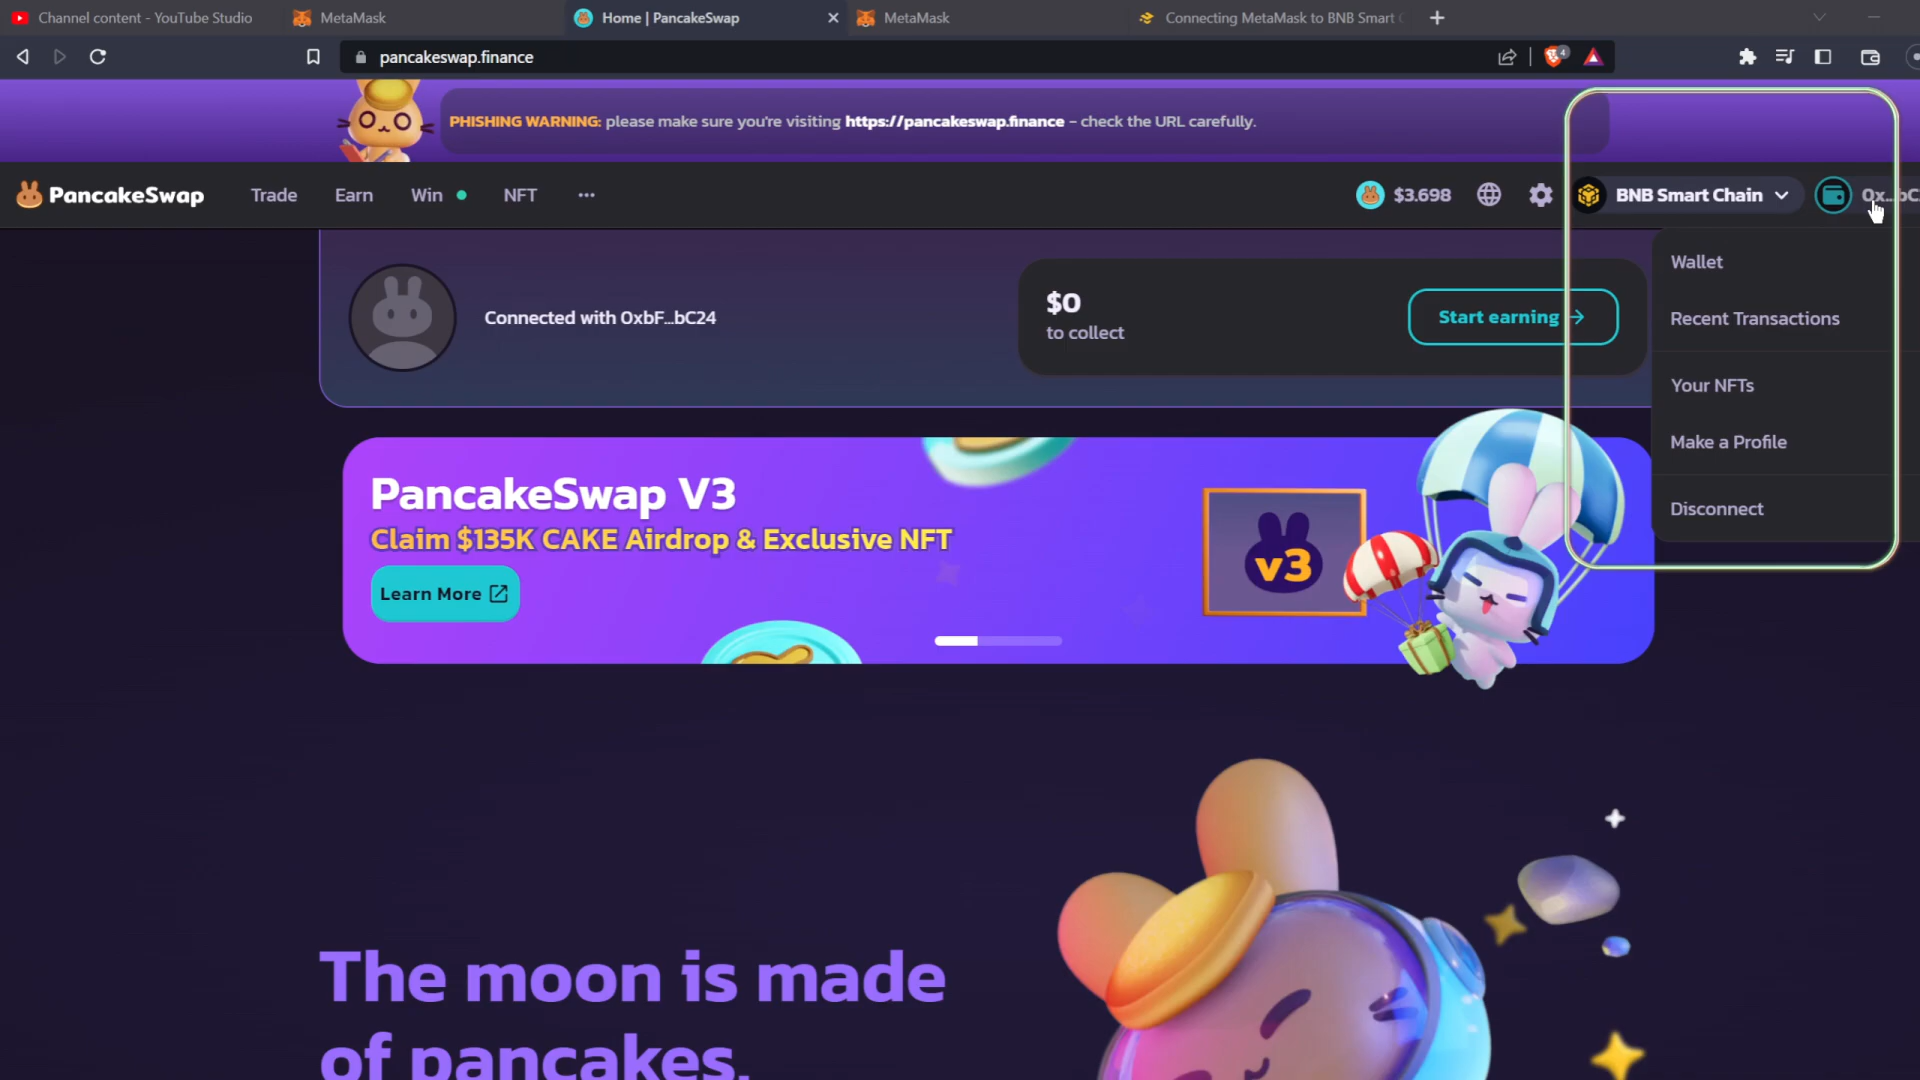 Channel content - YouTube Studio
MetaMask
Home | PancakeSwap
MetaMask
Connecting MetaMask to BNB Smart
pancakeswap.finance
4
PHISHING WARNING: please make sure you're visiting https://pancakeswap.finance - check the URL carefully.
PancakeSwap
Trade
Earn
Win
NFT
$3.698
BNB Smart Chain
0x...bC
Wallet
Recent Transactions
Your NFTs
Make a Profile
Disconnect
Connected with 0xbF...bC24
$0
to collect
Start earning
PancakeSwap V3
Claim $135K CAKE Airdrop & Exclusive NFT
Learn More
v3
The moon is made
of pancakes.